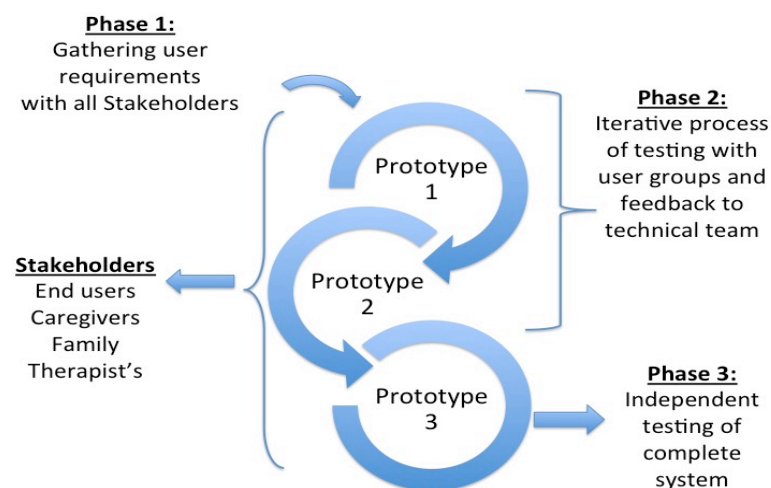 Phase 1:
Gathering user
requirements
with all Stakeholders
Prototype
1
Phase 2:
Iterative process
of testing with
user groups and
feedback to
technical team
Stakeholders
End users
Caregivers
Family
Therapist’s
Prototype
2
Prototype
3
Phase 3:
Independent
testing of
complete
system